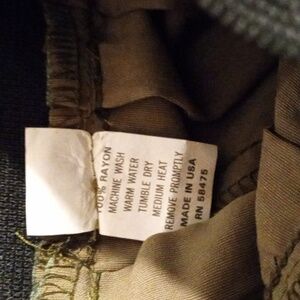 100% RAYON
MACHINE WASH
WARM WATER
TUMBLE DRY
MEDIUM HEAT
REMOVE PROMPTLY
MADE IN USA
RN 58475